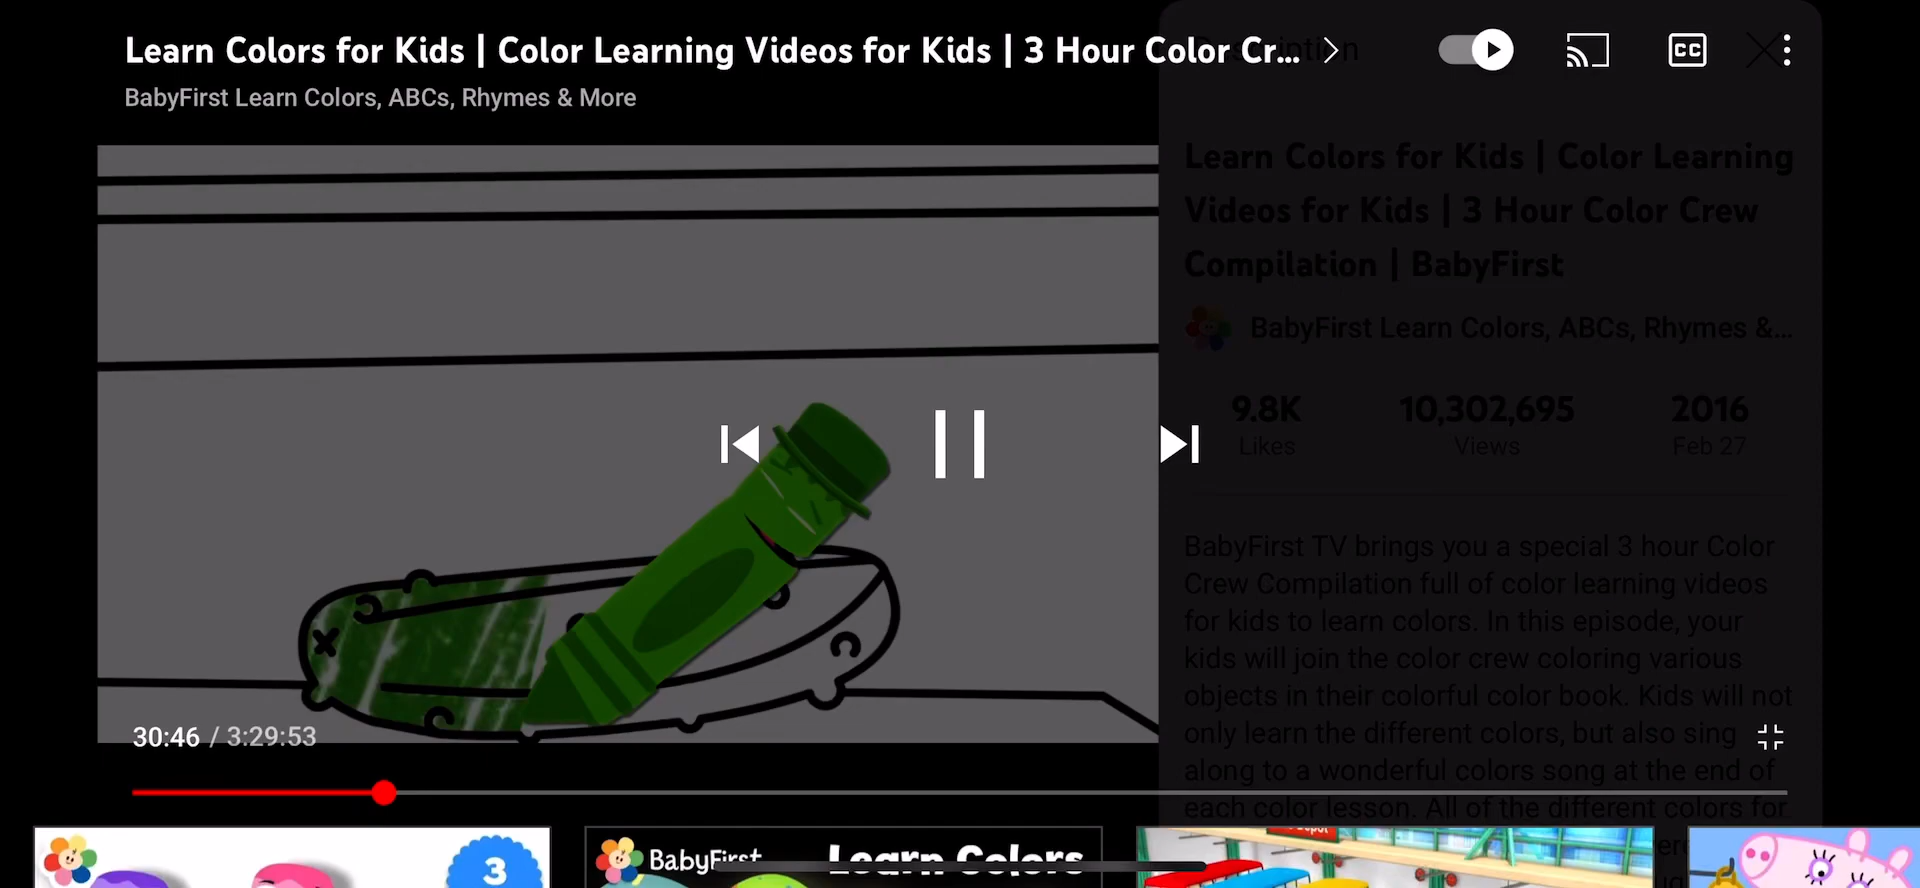 Learn Colors for Kids | Color Learning Videos for Kids | 3 Hour Color Cr...
BabyFirst Learn Colors, ABCs, Rhymes & More
CC
Learn Colors for Kids | Color Learning
Videos for Kids | 3 Hour Color Crew
Compilation | BabyFirst
BabyFirst Learn Colors, ABCs, Rhymes &...
9.8K
10,302,695
2016
Likes
Views
Feb 27
BabyFirst TV brings you a special 3 hour Color
Crew Compilation full of color learning videos
for kids to learn colors. In this episode, your
kids will join the color crew coloring various
objects in their colorful color book. Kids will not
only learn the different colors, but also sing
along to a wonderful colors song at the end of
each color lesson. All of the different colors for
30:46 / 3:29:53
3
BabyFirst
Learn Colors